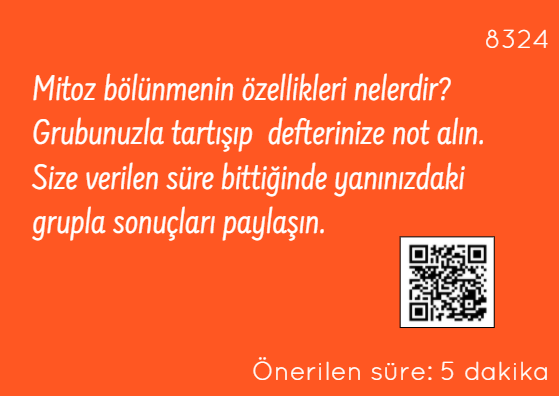 8324
Mitoz bölünmenin özellikleri nelerdir?
Grubunuzla tartışıp defterinize not alın.
Size verilen süre bittiğinde yanınızdaki
grupla sonuçları paylaşın.
Önerilen süre: 5 dakika